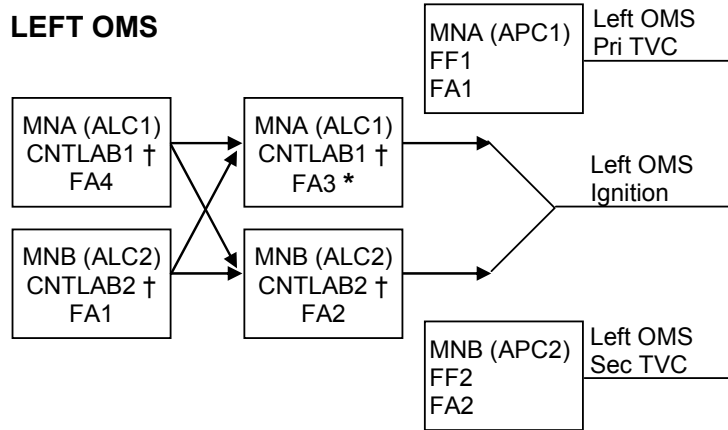 LEFT OMS
MNA (APC1)
FF1
FA1
Left OMS
Pri TVC
MNA (ALC1)
CNTLAB1 †
FA4
MNA (ALC1)
CNTLAB1 †
FA3 *
Left OMS
Ignition
MNB (ALC2)
CNTLAB2 †
FA1
MNB (ALC2)
CNTLAB2 †
FA2
MNB (APC2)
FF2
FA2
Left OMS
Sec TVC